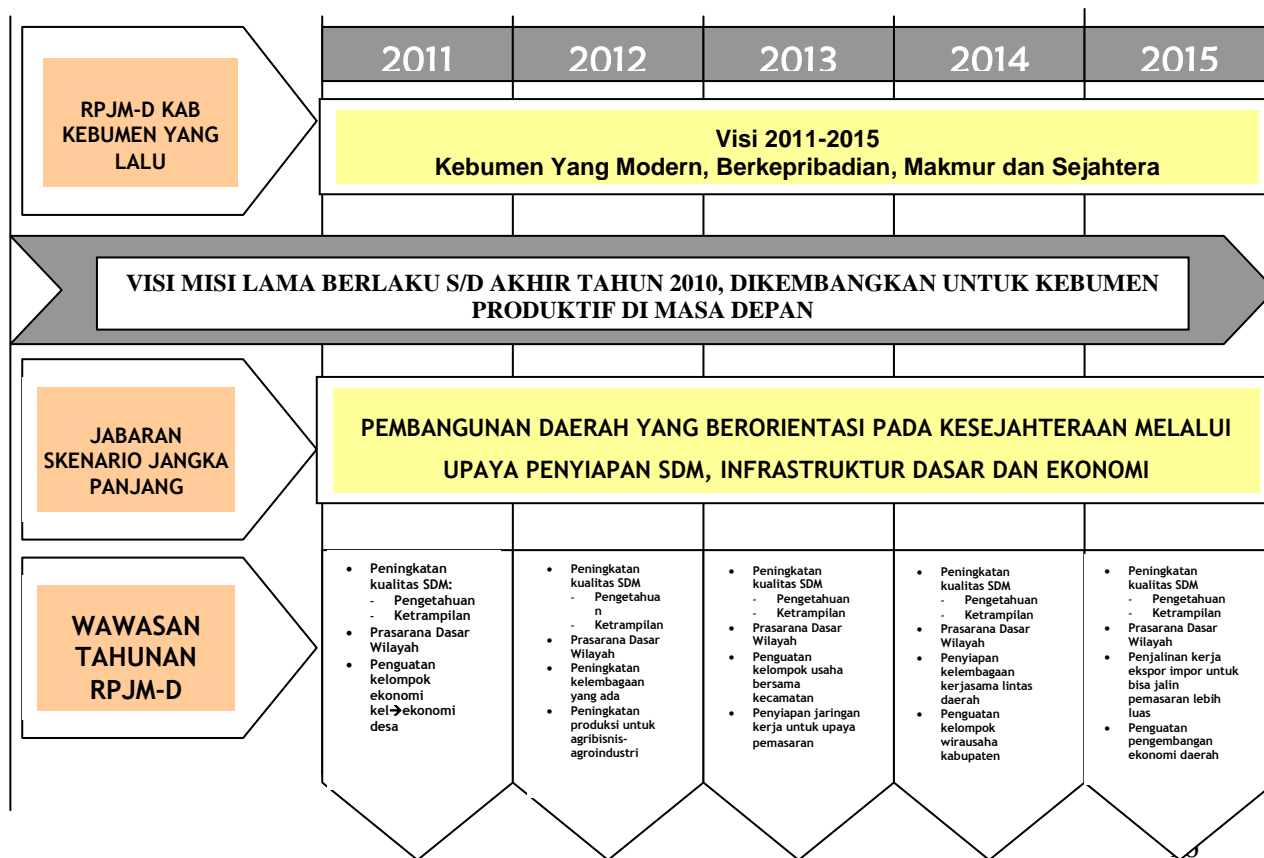 2011
2012
2013
2014
2015
RPJM-D KAB
KEBUMEN YANG
LALU
Visi 2011-2015
Kebumen Yang Modern, Berkepribadian, Makmur dan Sejahtera
VISI MISI LAMA BERLAKU S/D AKHIR TAHUN 2010, DIKEMBANGKAN UNTUK KEBUMEN
PRODUKTIF DI MASA DEPAN
JABARAN
SKENARIO JANGKA
PANJANG
PEMBANGUNAN DAERAH YANG BERORIENTASI PADA KESEJAHTERAAN MELALUI
UPAYA PENYIAPAN SDM, INFRASTRUKTUR DASAR DAN EKONOMI
WAWASAN
TAHUNAN
RPJM-D
• Peningkatan
kualitas SDM:
- Pengetahuan
- Ketrampilan
• Prasarana Dasar
Wilayah
• Penguatan
kelompok
ekonomi
kel→ekonomi
desa
• Peningkatan
kualitas SDM
- Pengetahua
n
- Ketrampilan
• Prasarana Dasar
Wilayah
• Peningkatan
kelembagaan
yang ada
• Peningkatan
produksi untuk
agribisnis-
agroindustri
• Peningkatan
kualitas SDM
- Pengetahuan
- Ketrampilan
• Prasarana Dasar
Wilayah
• Penguatan
kelompok usaha
bersama
kecamatan
• Penyiapan jaringan
kerja untuk upaya
pemasaran
• Peningkatan
kualitas SDM
- Pengetahuan
- Ketrampilan
• Prasarana Dasar
Wilayah
• Penyiapan
kelembagaan
kerjasama lintas
daerah
• Penguatan
kelompok
wirausaha
kabupaten
• Peningkatan
kualitas SDM
- Pengetahuan
- Ketrampilan
• Prasarana Dasar
Wilayah
• Penjalinan kerja
ekspor impor untuk
bisa jalin
pemasaran lebih
luas
• Penguatan
pengembangan
ekonomi daerah